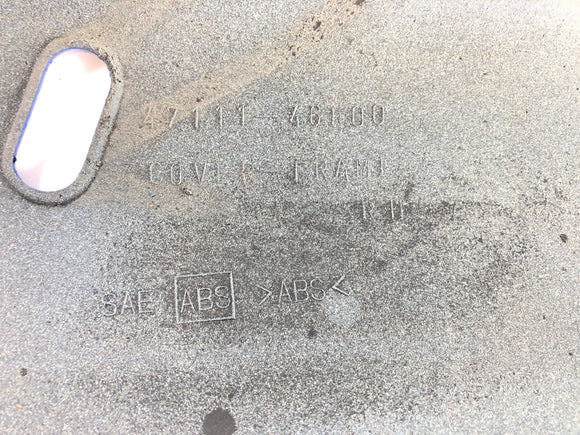 47111-46100
COVER-FRAME
SAE ABS >ABS<